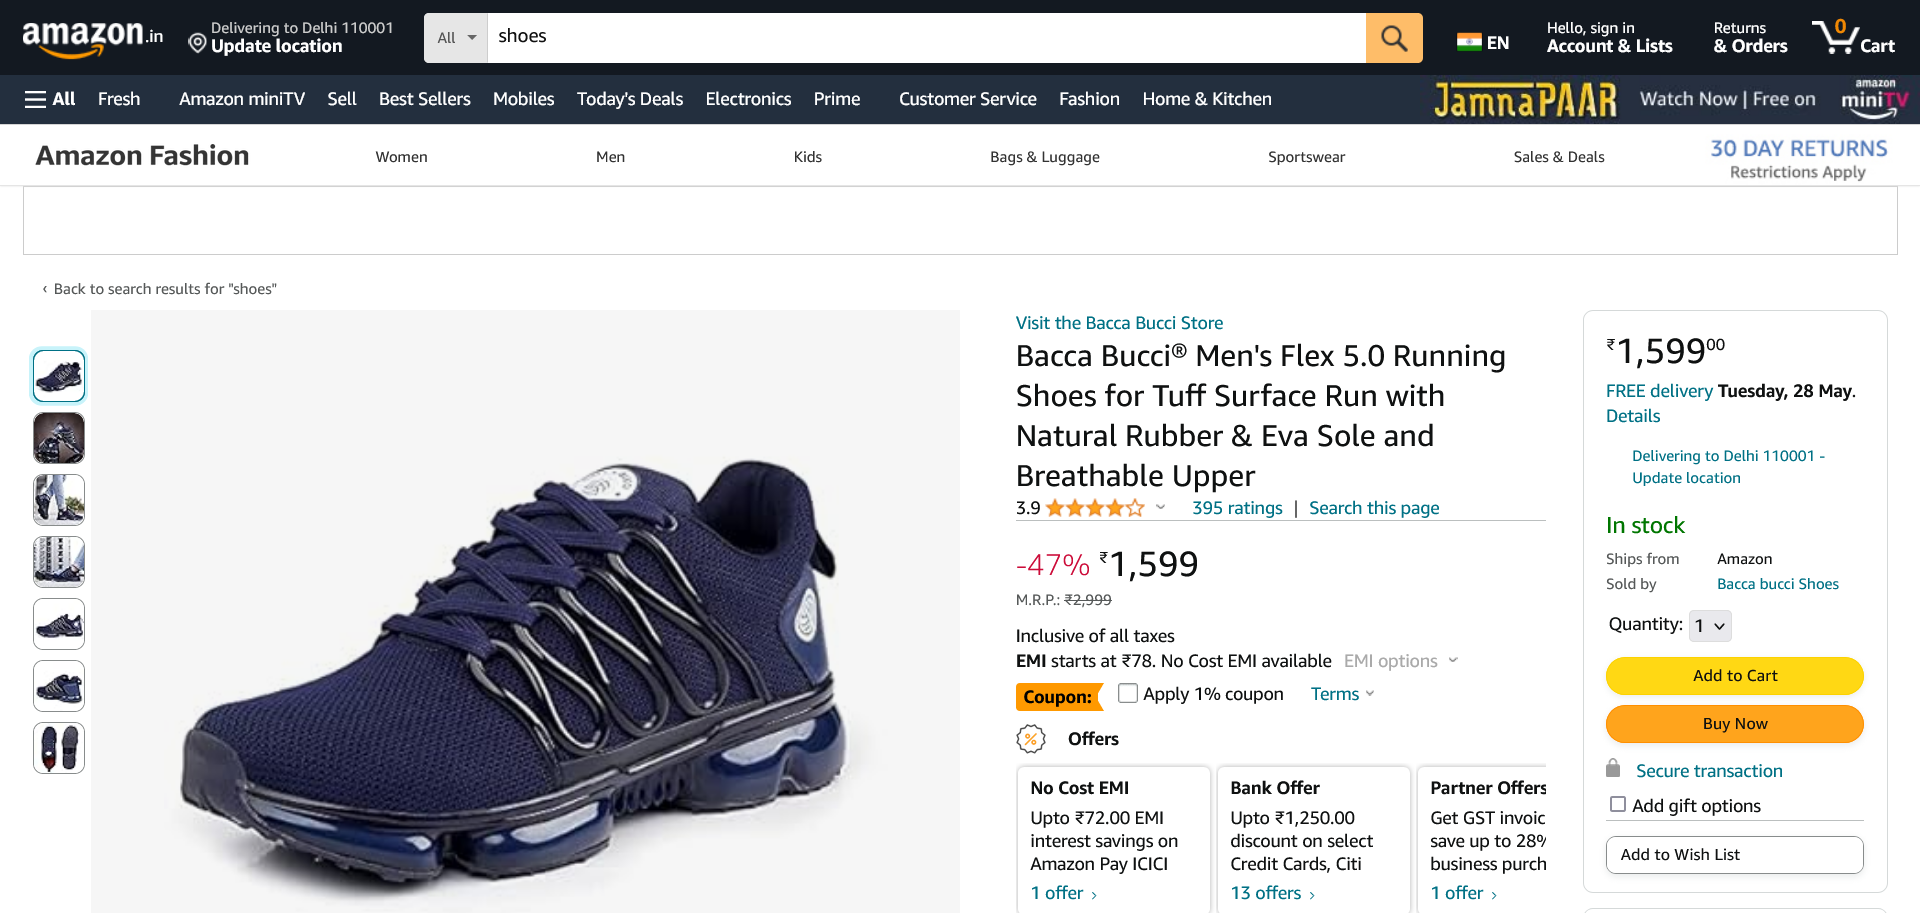 amazon.in
Delivering to Delhi 110001
Update location
All
shoes
EN
Hello, sign in
Account & Lists
Returns
& Orders
0
Cart
All
Fresh
Amazon miniTV
Sell
Best Sellers
Mobiles
Today's Deals
Electronics
Prime
Customer Service
Fashion
Home & Kitchen
JamnaPAAR
Watch Now | Free on
amazon
miniTV
Amazon Fashion
Women
Men
Kids
Bags & Luggage
Sportswear
Sales & Deals
30 DAY RETURNS
Restrictions Apply
‹ Back to search results for "shoes"
Visit the Bacca Bucci Store
Bacca Bucci® Men's Flex 5.0 Running
Shoes for Tuff Surface Run with
Natural Rubber & Eva Sole and
Breathable Upper
3.9
395 ratings | Search this page
-47% ₹1,599
M.R.P.: ₹2,999
Inclusive of all taxes
EMI starts at ₹78. No Cost EMI available EMI options
Coupon: Apply 1% coupon Terms
% Offers
No Cost EMI
Upto ₹72.00 EMI
interest savings on
Amazon Pay ICICI
1 offer ›
Bank Offer
Upto ₹1,250.00
discount on select
Credit Cards, Citi
13 offers ›
Partner Offers
Get GST invoic
save up to 28%
business purch
1 offer ›
₹1,59900
FREE delivery Tuesday, 28 May.
Details
Delivering to Delhi 110001 -
Update location
In stock
Ships from Amazon
Sold by Bacca bucci Shoes
Quantity: 1
Add to Cart
Buy Now
Secure transaction
Add gift options
Add to Wish List